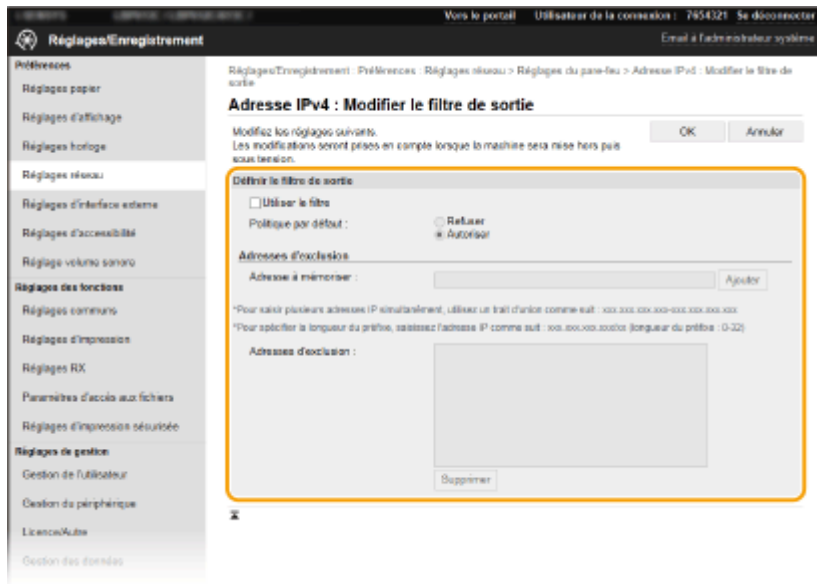 Vers le portail Utilisateur de la connexion : 7654321 Se déconnecter
Réglages/Enregistrement
Email à l'administrateur système
Préférences
Réglages papier
Réglages d'affichage
Réglages horloge
Réglages réseau
Réglages d'interface externe
Réglages d'accessibilité
Réglage volume sonore
Réglages des fonctions
Réglages communs
Réglages d'impression
Réglages RX
Paramètres d'accès aux fichiers
Réglages d'impression sécurisée
Réglages de gestion
Gestion de l'utilisateur
Gestion du périphérique
Licence/Autre
Gestion des données
Réglages/Enregistrement : Préférences : Réglages réseau > Réglages du pare-feu > Adresse IPv4 : Modifier le filtre de
sortie
Adresse IPv4 : Modifier le filtre de sortie
Modifiez les réglages suivants.
Les modifications seront prises en compte lorsque la machine sera mise hors puis
sous tension.
OK Annuler
Définir le filtre de sortie
Utiliser le filtre
Politique par défaut :
Refuser
Autoriser
Adresses d'exclusion
Adresse à mémoriser :
Ajouter
*Pour saisir plusieurs adresses IP simultanément, utilisez un trait d'union comme suit : xxx.xxx.xxx.xxx-xxx.xxx.xxx.xxx
*Pour spécifier la longueur du préfixe, saisissez l'adresse IP comme suit : xxx.xxx.xxx.xxx/xx (longueur du préfixe : 0-32)
Adresses d'exclusion :
Supprimer